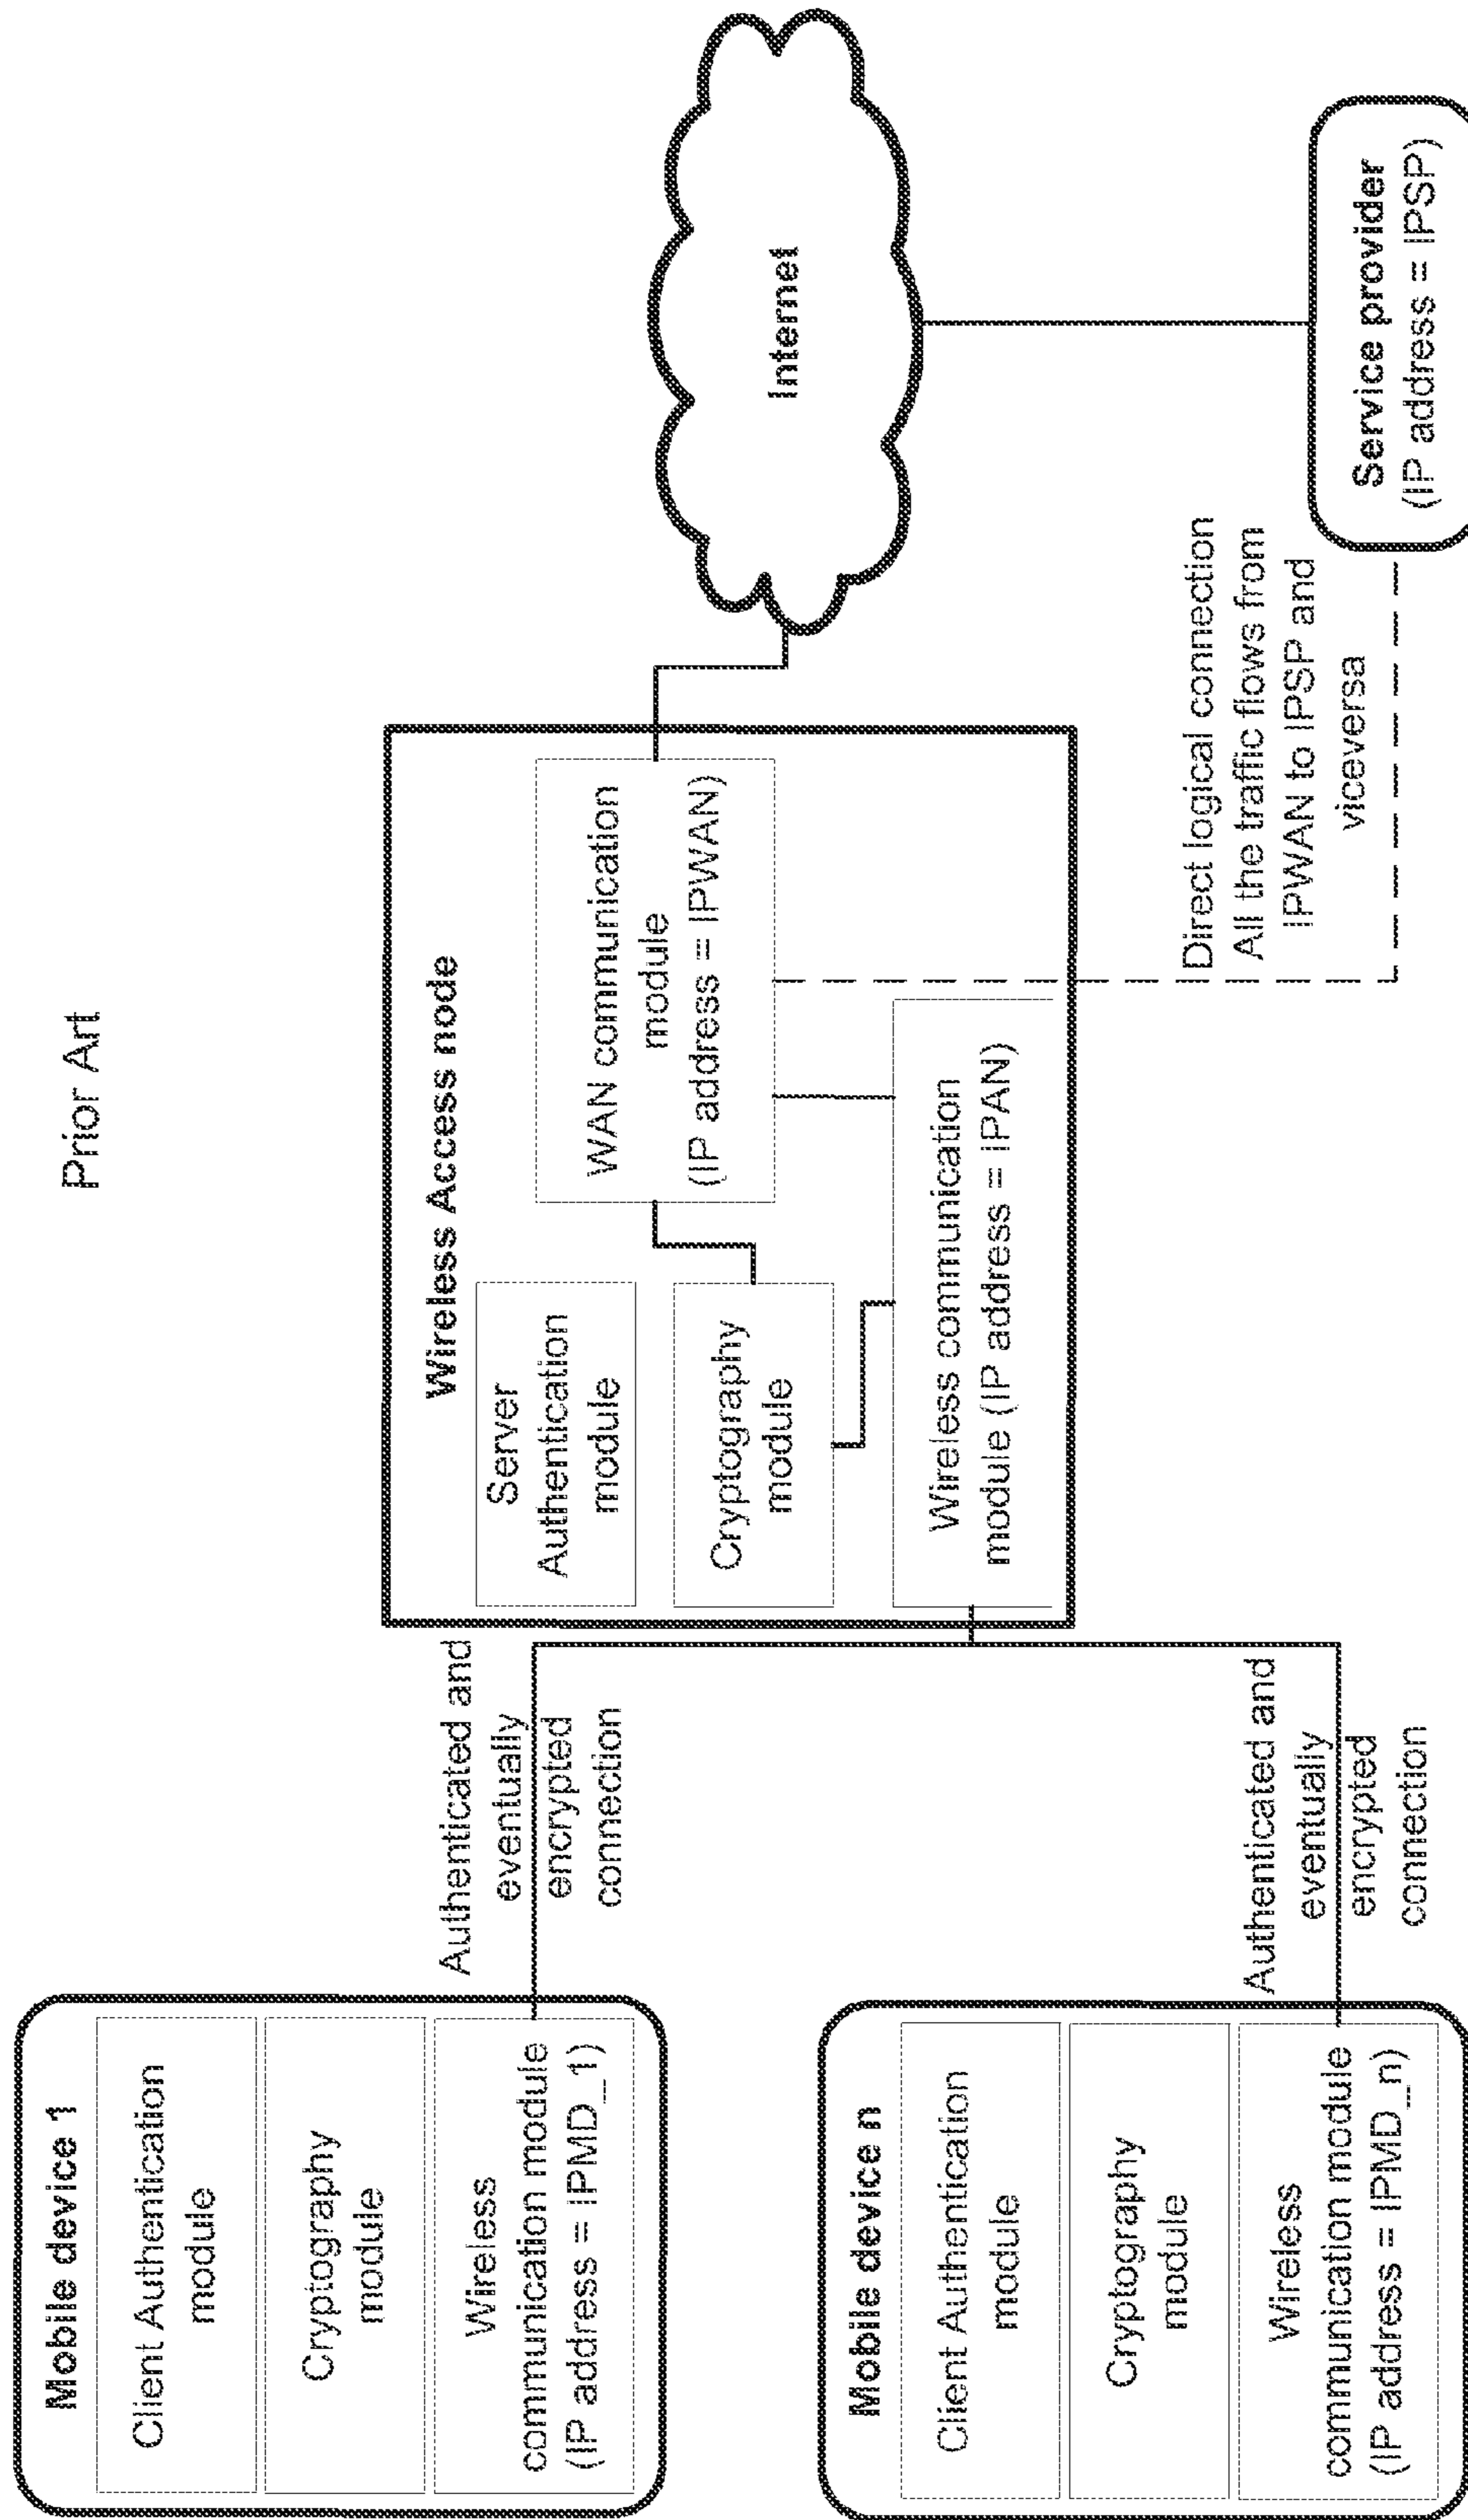 Prior Art
Mobile device 1
Client Authentication
module
Cryptography
module
Wireless
communication module
(IP address = IPMD_1)
Authenticated and
eventually
encrypted
connection
Mobile device n
Client Authentication
module
Cryptography
module
Wireless
communication module
(IP address = IPMD_n)
Authenticated and
eventually
encrypted
connection
Wireless Access node
Server
Authentication
module
Cryptography
module
WAN communication
module
(IP address = IPWAN)
Wireless communication
module (IP address = IPAN)
Internet
Direct logical connection
All the traffic flows from
IPWAN to IPSP and
viceversa
Service provider
(IP address = IPSP)